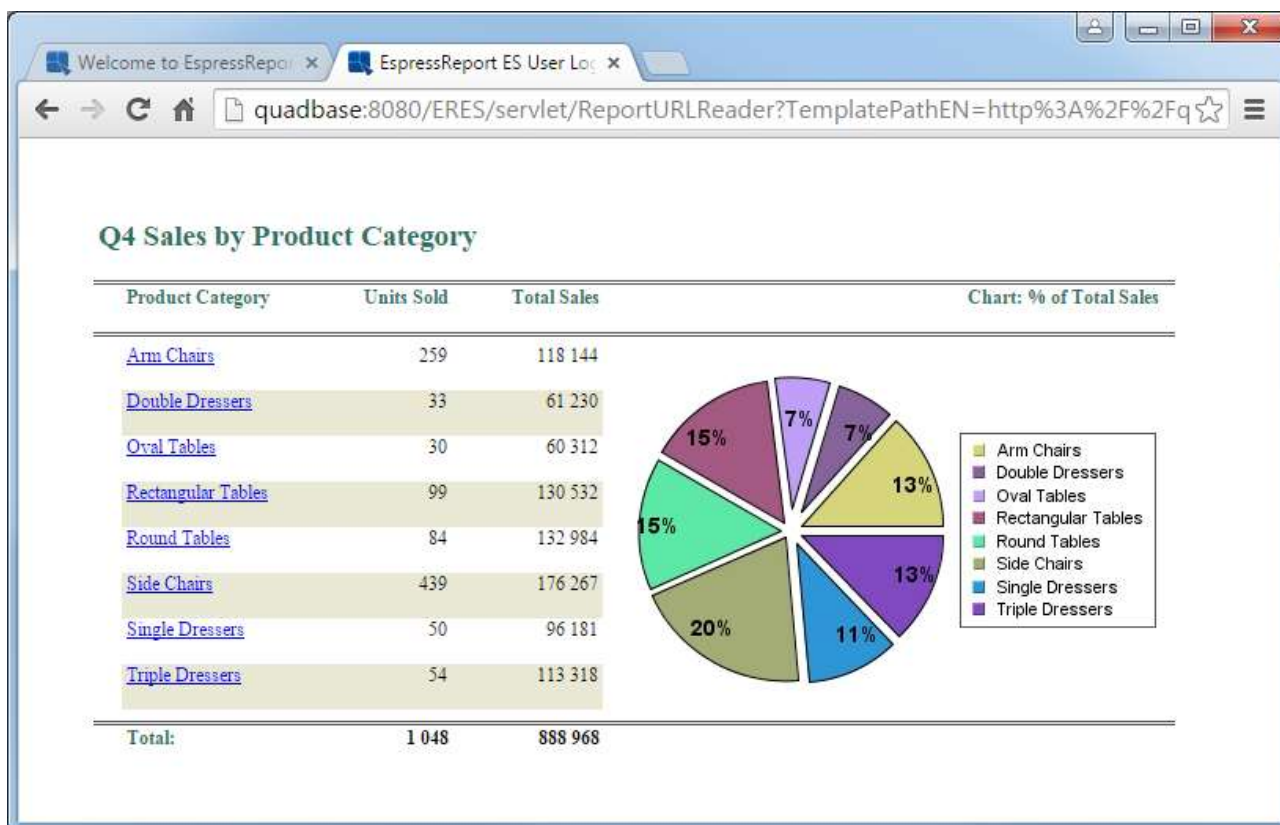 Welcome to EspressRepor
EspressReport ES User Log
quadbase:8080/ERES/servlet/ReportURLReader?TemplatePathEN=http%3A%2F%2Fq
Q4 Sales by Product Category
Product Category Units Sold Total Sales Chart: % of Total Sales
Arm Chairs 259 118 144
Double Dressers 33 61 230
Oval Tables 30 60 312
Rectangular Tables 99 130 532
Round Tables 84 132 984
Side Chairs 439 176 267
Single Dressers 50 96 181
Triple Dressers 54 113 318
Total: 1 048 888 968
7%
7%
15%
13%
15%
13%
20%
11%
Arm Chairs
Double Dressers
Oval Tables
Rectangular Tables
Round Tables
Side Chairs
Single Dressers
Triple Dressers